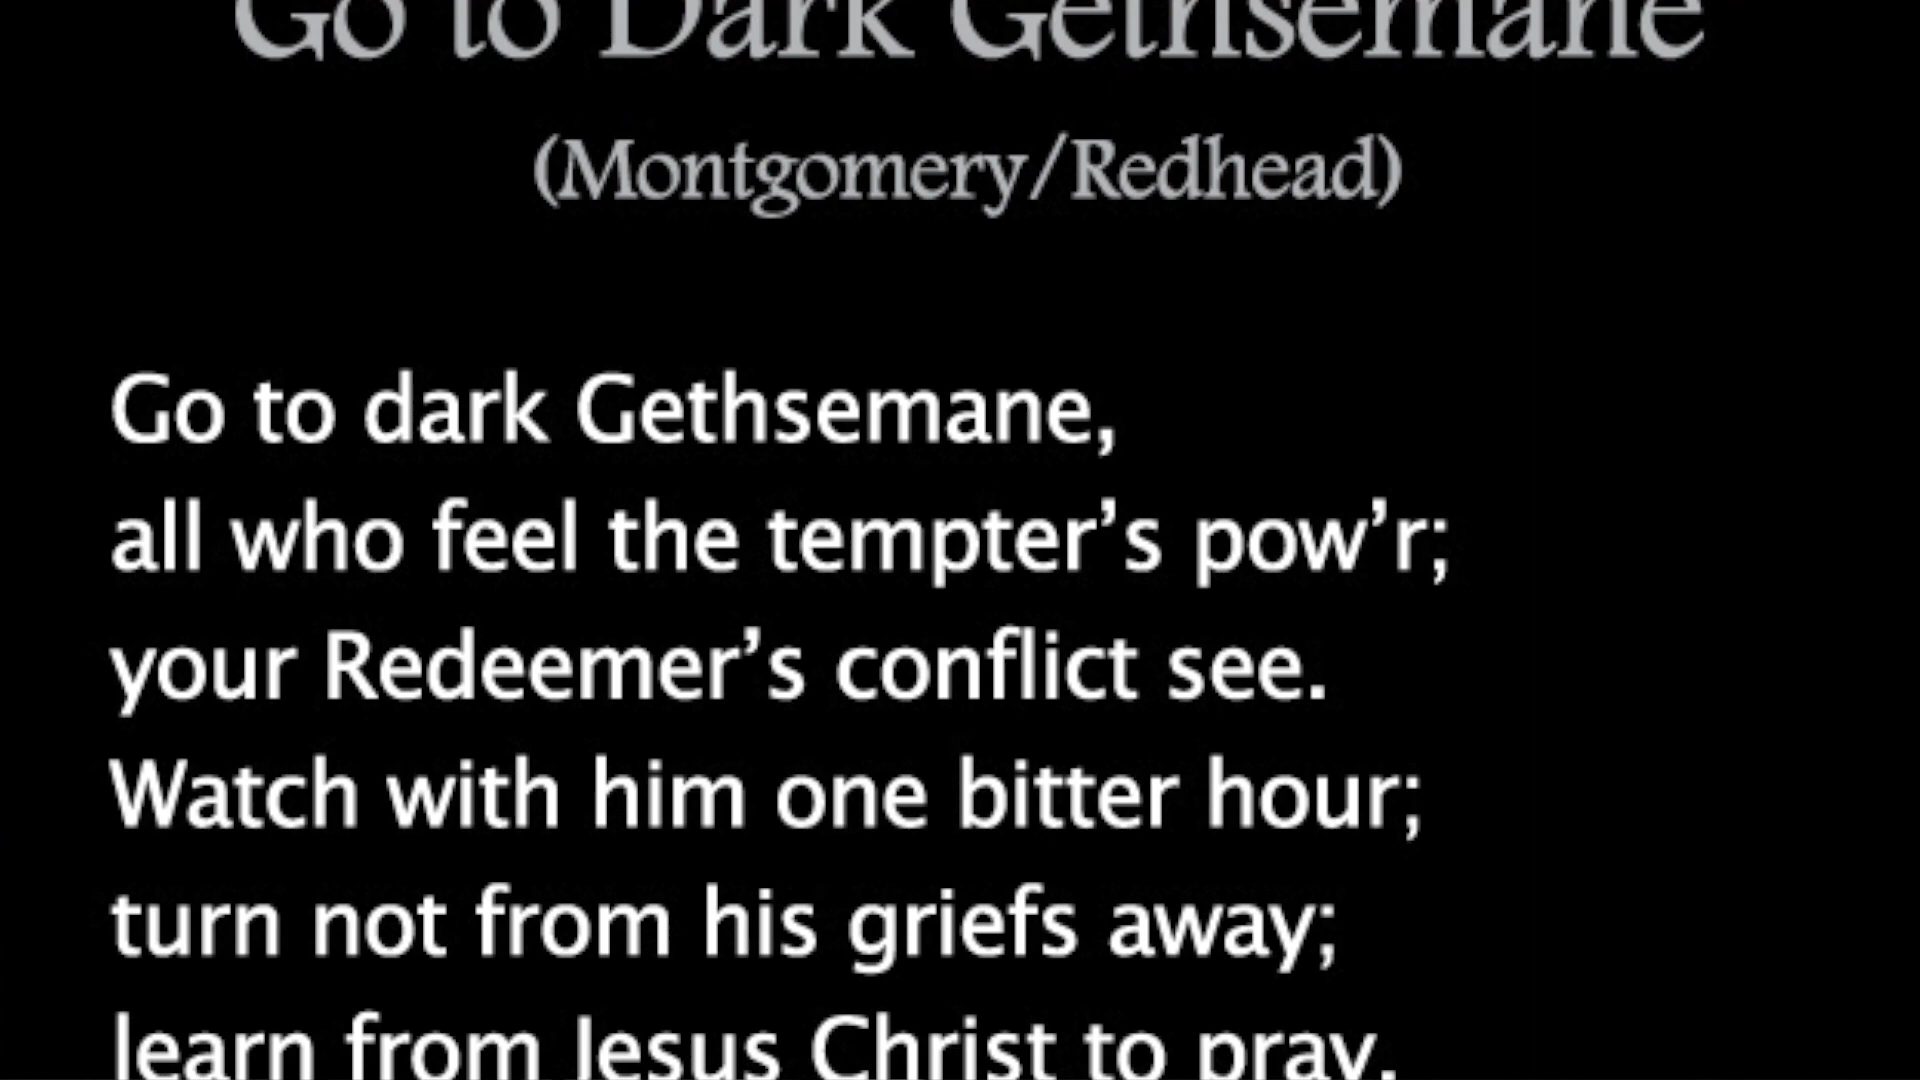 Go to Dark Gethsemane
(Montgomery/Redhead)
Go to dark Gethsemane,
all who feel the tempter’s pow’r;
your Redeemer’s conflict see.
Watch with him one bitter hour;
turn not from his griefs away;
learn from Jesus Christ to pray.